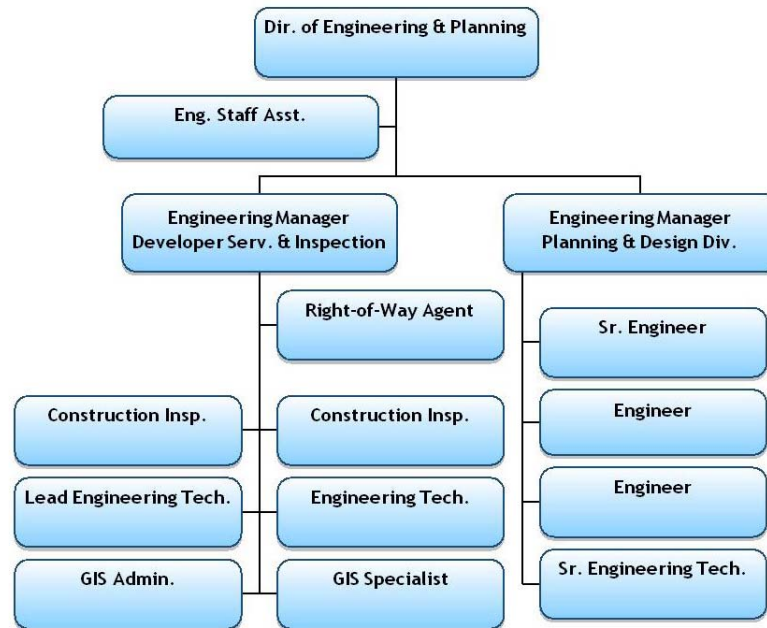 Dir. of Engineering & Planning
Eng. Staff Asst.
Engineering Manager
Developer Serv. & Inspection
Engineering Manager
Planning & Design Div.
Right-of-Way Agent
Sr. Engineer
Construction Insp.
Construction Insp.
Engineer
Lead Engineering Tech.
Engineering Tech.
Engineer
GIS Admin.
GIS Specialist
Sr. Engineering Tech.